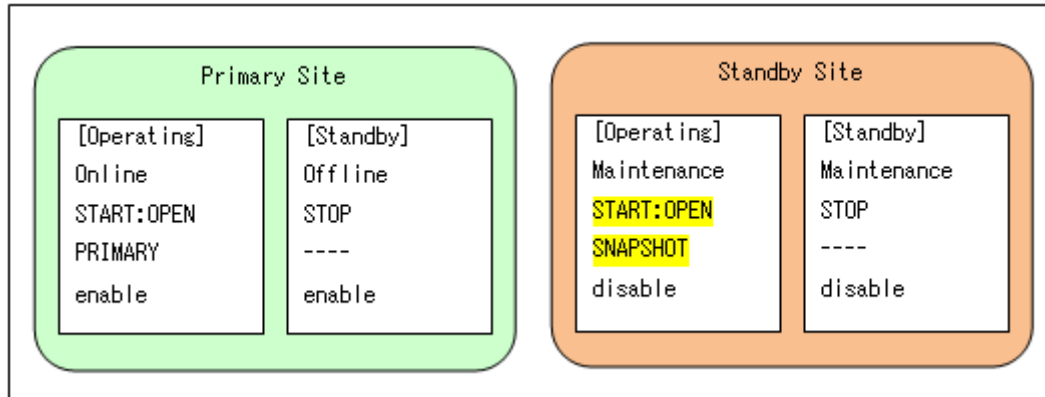 Primary Site
[Operating]
Online
START:OPEN
PRIMARY
enable
[Standby]
Offline
STOP
----
enable
Standby Site
[Operating]
Maintenance
START:OPEN
SNAPSHOT
disable
[Standby]
Maintenance
STOP
----
disable